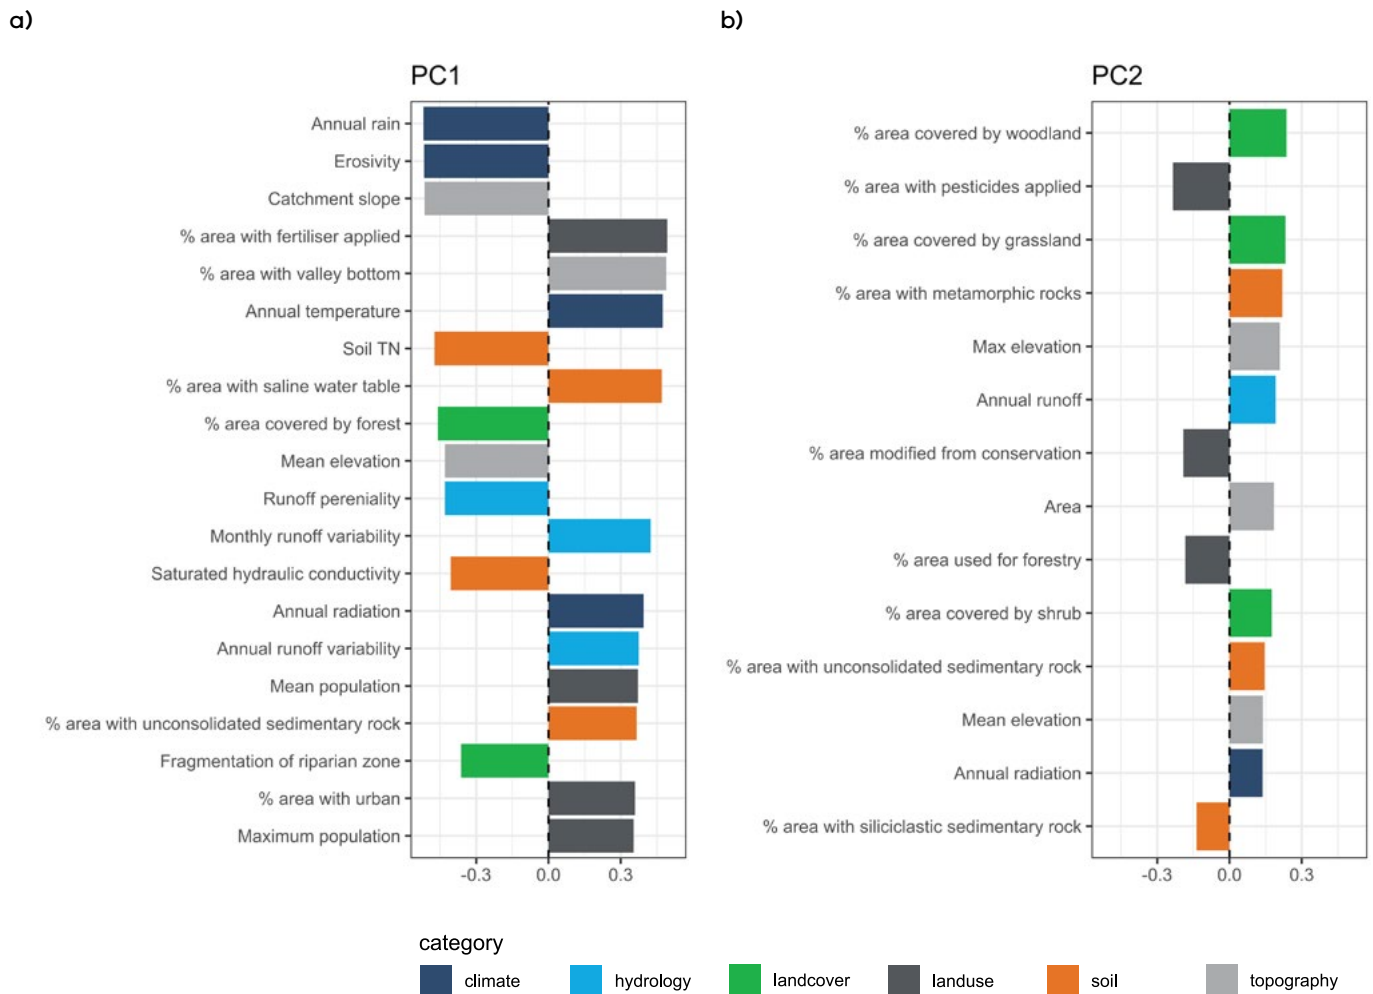 a)
PC1
Annual rain
Erosivity
Catchment slope
% area with fertiliser applied
% area with valley bottom
Annual temperature
Soil TN
% area with saline water table
% area covered by forest
Mean elevation
Runoff pereniality
Monthly runoff variability
Saturated hydraulic conductivity
Annual radiation
Annual runoff variability
Mean population
% area with unconsolidated sedimentary rock
Fragmentation of riparian zone
% area with urban
Maximum population
-0.3 0.0 0.3
b)
PC2
% area covered by woodland
% area with pesticides applied
% area covered by grassland
% area with metamorphic rocks
Max elevation
Annual runoff
% area modified from conservation
Area
% area used for forestry
% area covered by shrub
% area with unconsolidated sedimentary rock
Mean elevation
Annual radiation
% area with siliciclastic sedimentary rock
-0.3 0.0 0.3
category
climate hydrology landcover landuse soil topography